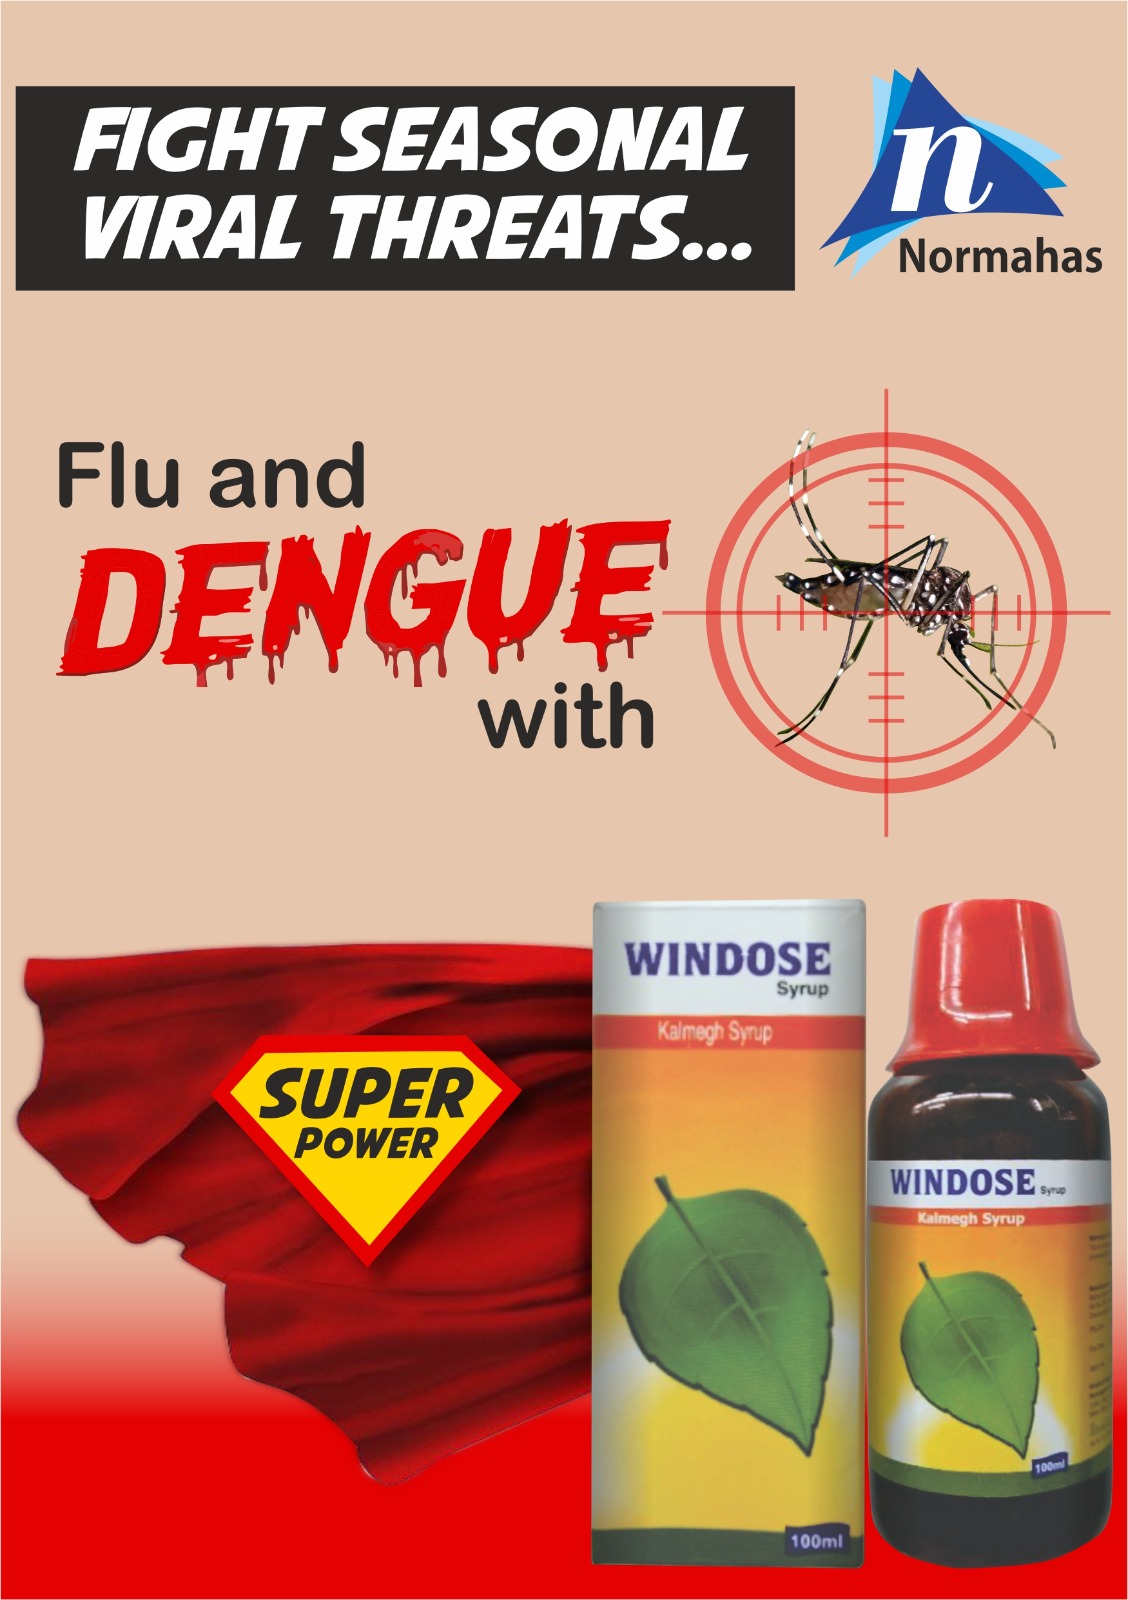 FIGHT SEASONAL
VIRAL THREATS...
n
Normahas
Flu and
DENGUE
with
SUPER
POWER
WINDOSE
Syrup
Kalmegh Syrup
100ml
WINDOSE Syrup
Kalmegh Syrup
100ml